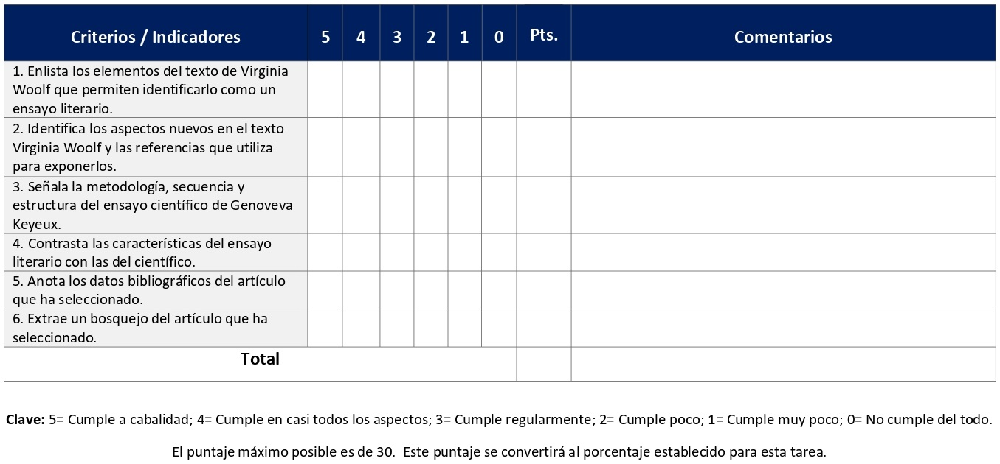 Criterios / Indicadores 5 4 3 2 1 0 Pts. Comentarios
1. Enlista los elementos del texto de Virginia
Woolf que permiten identificarlo como un
ensayo literario.
2. Identifica los aspectos nuevos en el texto
Virginia Woolf y las referencias que utiliza
para exponerlos.
3. Señala la metodología, secuencia y
estructura del ensayo científico de Genoveva
Keyeux.
4. Contrasta las características del ensayo
literario con las del científico.
5. Anota los datos bibliográficos del artículo
que ha seleccionado.
6. Extrae un bosquejo del artículo que ha
seleccionado.
Total
Clave: 5= Cumple a cabalidad; 4= Cumple en casi todos los aspectos; 3= Cumple regularmente; 2= Cumple poco; 1= Cumple muy poco; 0= No cumple del todo.
El puntaje máximo posible es de 30. Este puntaje se convertirá al porcentaje establecido para esta tarea.